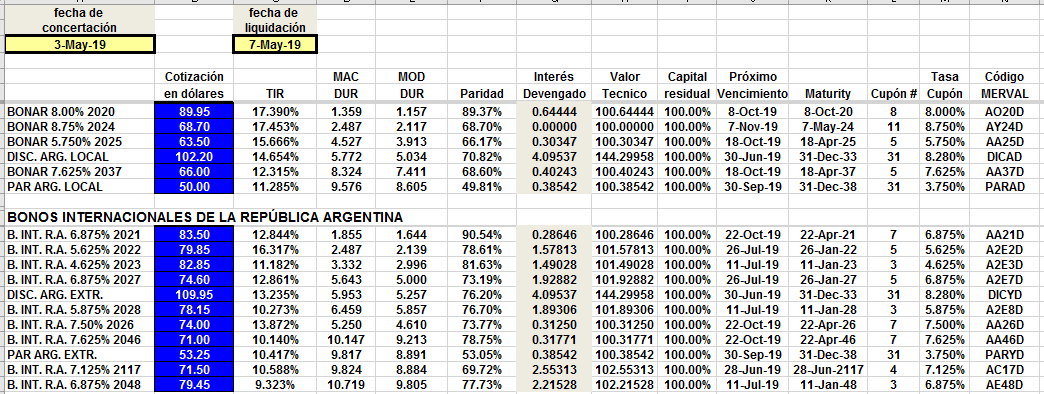 fecha de fecha de
concertación liquidación
3-May-19 7-May-19
Cotización MAC MOD Interés Valor Capital Próximo Tasa Código
en dólares TIR DUR DUR Paridad Devengado Tecnico residual Vencimiento Maturity Cupón # Cupón MERVAL
BONAR 8.00% 2020 89.95 17.390% 1.359 1.157 89.37% 0.64444 100.64444 100.00% 8-Oct-19 8-Oct-20 8 8.000% AO20D
BONAR 8.75% 2024 68.70 17.453% 2.487 2.117 68.70% 0.00000 100.00000 100.00% 7-Nov-19 7-May-24 11 8.750% AY24D
BONAR 5.750% 2025 63.50 15.666% 4.527 3.913 66.17% 0.30347 100.30347 100.00% 18-Oct-19 18-Apr-25 5 5.750% AA25D
DISC. ARG. LOCAL 102.20 14.654% 5.772 5.034 70.82% 4.09537 144.29958 100.00% 30-Jun-19 31-Dec-33 31 8.280% DICAD
BONAR 7.625% 2037 66.00 12.315% 8.324 7.411 68.60% 0.40243 100.40243 100.00% 18-Oct-19 18-Apr-37 5 7.625% AA37D
PAR ARG. LOCAL 50.00 11.285% 9.576 8.605 49.81% 0.38542 100.38542 100.00% 30-Sep-19 31-Dec-38 31 3.750% PARAD
BONOS INTERNACIONALES DE LA REPÚBLICA ARGENTINA
B. INT. R.A. 6.875% 2021 83.50 12.844% 1.855 1.644 90.54% 0.28646 100.28646 100.00% 22-Oct-19 22-Apr-21 7 6.875% AA21D
B. INT. R.A. 5.625% 2022 79.85 16.317% 2.487 2.139 78.61% 1.57813 101.57813 100.00% 26-Jul-19 26-Jan-22 5 5.625% A2E2D
B. INT. R.A. 4.625% 2023 82.85 11.182% 3.332 2.996 81.63% 1.49028 101.49028 100.00% 11-Jul-19 11-Jan-23 3 4.625% A2E3D
B. INT. R.A. 6.875% 2027 74.60 12.861% 5.643 5.000 73.19% 1.92882 101.92882 100.00% 26-Jul-19 26-Jan-27 5 6.875% A2E7D
DISC. ARG. EXTR. 109.95 13.235% 5.953 5.257 76.20% 4.09537 144.29958 100.00% 30-Jun-19 31-Dec-33 31 8.280% DICYD
B. INT. R.A. 5.875% 2028 78.15 10.273% 6.459 5.857 76.70% 1.89306 101.89306 100.00% 11-Jul-19 11-Jan-28 3 5.875% A2E8D
B. INT. R.A. 7.50% 2026 74.00 13.872% 5.250 4.610 73.77% 0.31250 100.31250 100.00% 22-Oct-19 22-Apr-26 7 7.500% AA26D
B. INT. R.A. 7.625% 2046 71.00 10.140% 10.147 9.213 78.75% 0.31771 100.31771 100.00% 22-Oct-19 22-Apr-46 7 7.625% AA46D
PAR ARG. EXTR. 53.25 10.417% 9.817 8.891 53.05% 0.38542 100.38542 100.00% 30-Sep-19 31-Dec-38 31 3.750% PARYD
B. INT. R.A. 7.125% 2117 71.50 10.588% 9.824 8.884 69.72% 2.55313 102.55313 100.00% 28-Jun-19 28-Jun-2117 4 7.125% AC17D
B. INT. R.A. 6.875% 2048 79.45 9.323% 10.719 9.805 77.73% 2.21528 102.21528 100.00% 11-Jul-19 11-Jan-48 3 6.875% AE48D